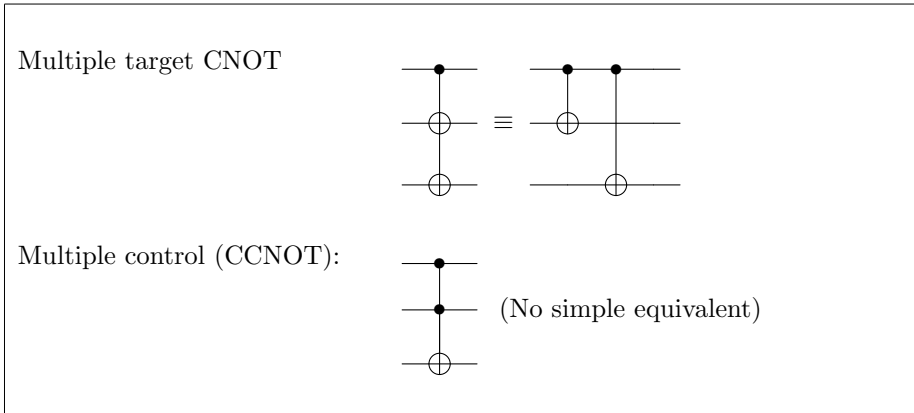 Multiple target CNOT
≡
Multiple control (CCNOT):
(No simple equivalent)